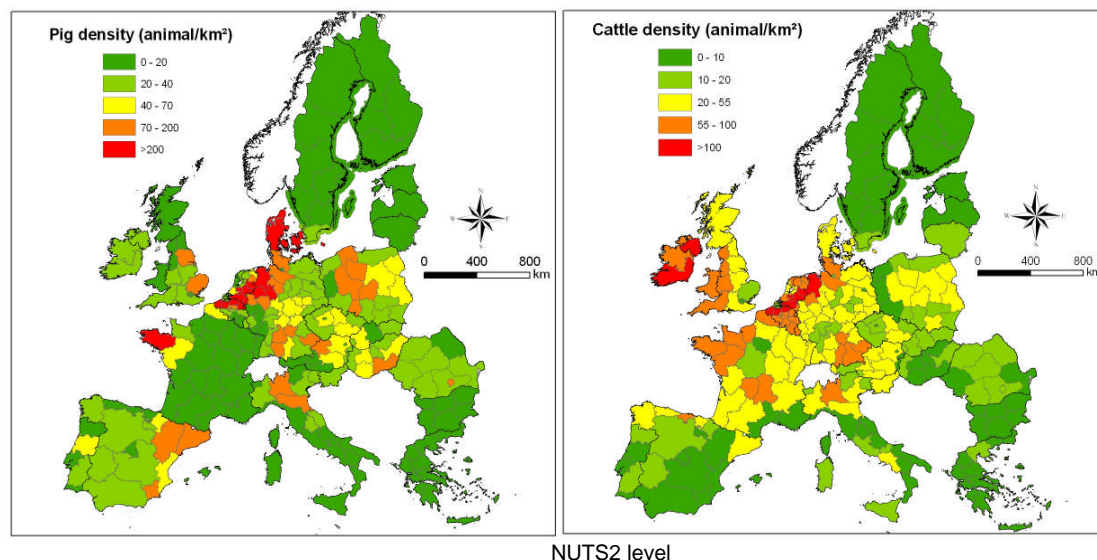 Pig density (animal/km²)
0 - 20
20 - 40
40 - 70
70 - 200
>200
N
W E
S
0 400 800
km
Cattle density (animal/km²)
0 - 10
10 - 20
20 - 55
55 - 100
>100
N
W E
S
0 400 800
km
NUTS2 level